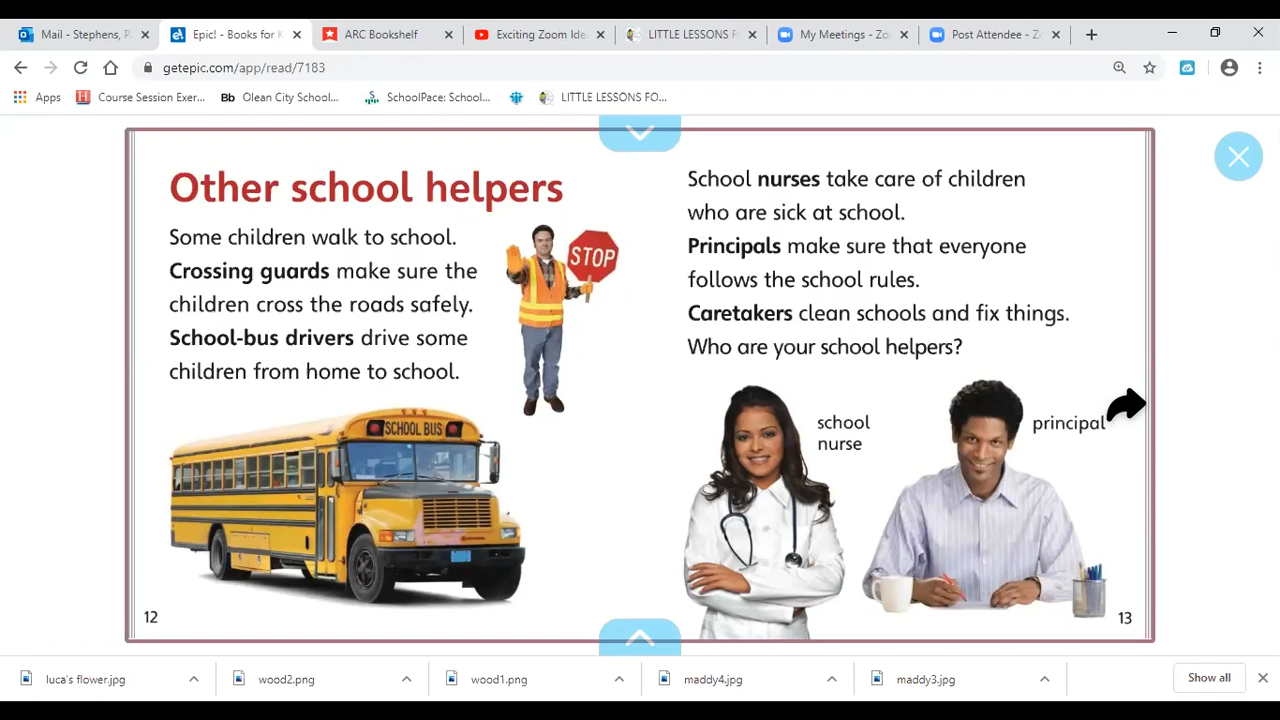 Mail - Stephens, P
Epic! - Books for K
ARC Bookshelf
Exciting Zoom Ide
LITTLE LESSONS F
My Meetings - Zo
Post Attendee - Z
getepic.com/app/read/7183
Apps
Course Session Exer...
Bb Olean City School...
SchoolPace: School...
LITTLE LESSONS FO...
Other school helpers
Some children walk to school.
Crossing guards make sure the
children cross the roads safely.
School-bus drivers drive some
children from home to school.
STOP
SCHOOL BUS
12
School nurses take care of children
who are sick at school.
Principals make sure that everyone
follows the school rules.
Caretakers clean schools and fix things.
Who are your school helpers?
school
nurse
principal
13
luca's flower.jpg
wood2.png
wood1.png
maddy4.jpg
maddy3.jpg
Show all